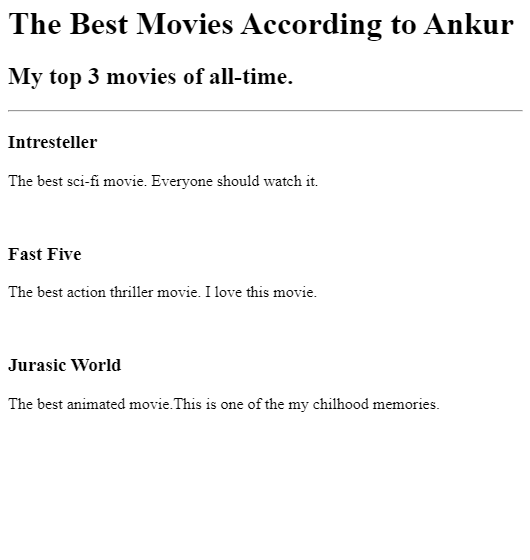 The Best Movies According to Ankur
My top 3 movies of all-time.
Intresteller
The best sci-fi movie. Everyone should watch it.
Fast Five
The best action thriller movie. I love this movie.
Jurasic World
The best animated movie.This is one of the my chilhood memories.